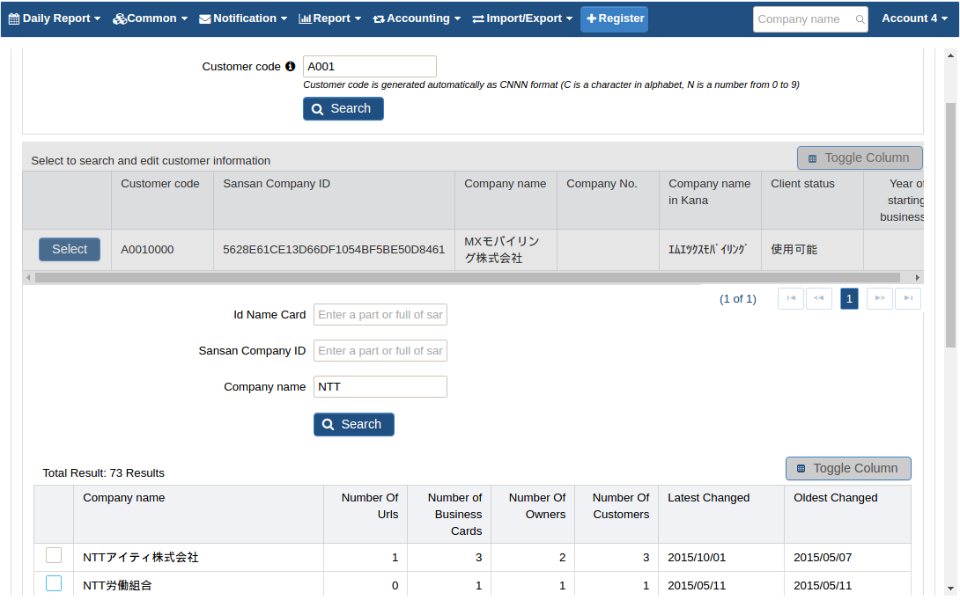 Daily Report Common Notification Report Accounting Import/Export Register Company name Account 4
Customer code A001
Customer code is generated automatically as CNNN format (C is a character in alphabet, N is a number from 0 to 9)
Search
Select to search and edit customer information Toggle Column
Customer code Sansan Company ID Company name Company No. Company name in Kana Client status Year of starting business
Select A0010000 5628E61CE13D66DF1054BF5BE50D8461 MXモバイリング株式会社 ｴﾑｴｯｸｽﾓﾊﾞｲﾘﾝｸﾞ 使用可能
(1 of 1) 1
Id Name Card Enter a part or full of sar
Sansan Company ID Enter a part or full of sar
Company name NTT
Search
Total Result: 73 Results Toggle Column
Company name Number Of Urls Number of Business Cards Number Of Owners Number Of Customers Latest Changed Oldest Changed
NTTアイティ株式会社 1 3 2 3 2015/10/01 2015/05/07
NTT労働組合 0 1 1 1 2015/05/11 2015/05/11